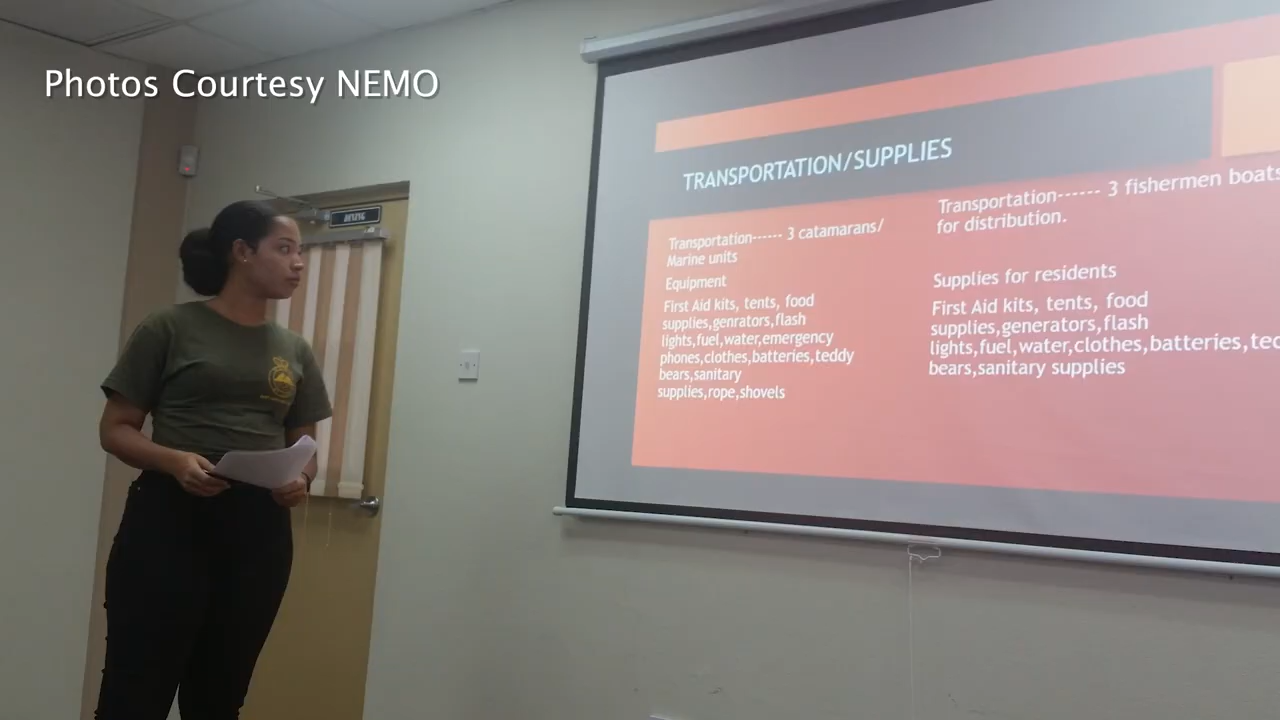 Photos Courtesy NEMO
TRANSPORTATION/SUPPLIES
Transportation------ 3 catamarans/
Marine units
Equipment
First Aid kits, tents, food
supplies,genrators,flash
lights,fuel,water,emergency
phones,clothes,batteries,teddy
bears,sanitary
supplies,rope,shovels
Transportation------ 3 fishermen boats
for distribution.
Supplies for residents
First Aid kits, tents, food
supplies,generators,flash
lights,fuel,water,clothes,batteries,ted
bears,sanitary supplies